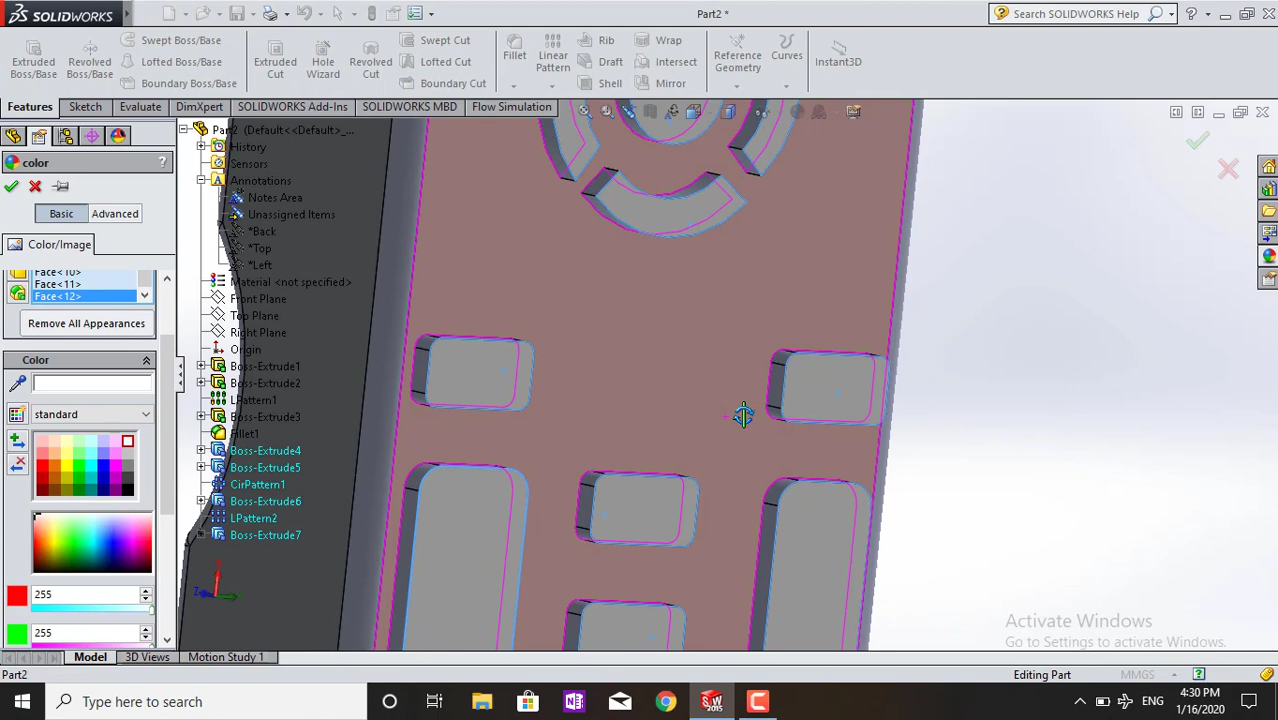 SOLIDWORKS
Part2 *
Search SOLIDWORKS Help
Extruded Boss/Base
Revolved Boss/Base
Swept Boss/Base
Lofted Boss/Base
Boundary Boss/Base
Extruded Cut
Hole Wizard
Revolved Cut
Swept Cut
Lofted Cut
Boundary Cut
Fillet
Linear Pattern
Rib
Draft
Shell
Wrap
Intersect
Mirror
Reference Geometry
Curves
Instant3D
Features
Sketch
Evaluate
DimXpert
SOLIDWORKS Add-Ins
SOLIDWORKS MBD
Flow Simulation
color
?
Basic
Advanced
Color/Image
Face<10>
Face<11>
Face<12>
Remove All Appearances
Color
standard
255
255
Part2 (Default<<Default>_...
History
Sensors
Annotations
Notes Area
Unassigned Items
*Back
*Top
*Left
Material <not specified>
Front Plane
Top Plane
Right Plane
Origin
Boss-Extrude1
Boss-Extrude2
LPattern1
Boss-Extrude3
Fillet1
Boss-Extrude4
Boss-Extrude5
CirPattern1
Boss-Extrude6
LPattern2
Boss-Extrude7
Activate Windows
Go to Settings to activate Windows.
Model
3D Views
Motion Study 1
Part2
Editing Part
MMGS
Type here to search
ENG
4:30 PM
1/16/2020